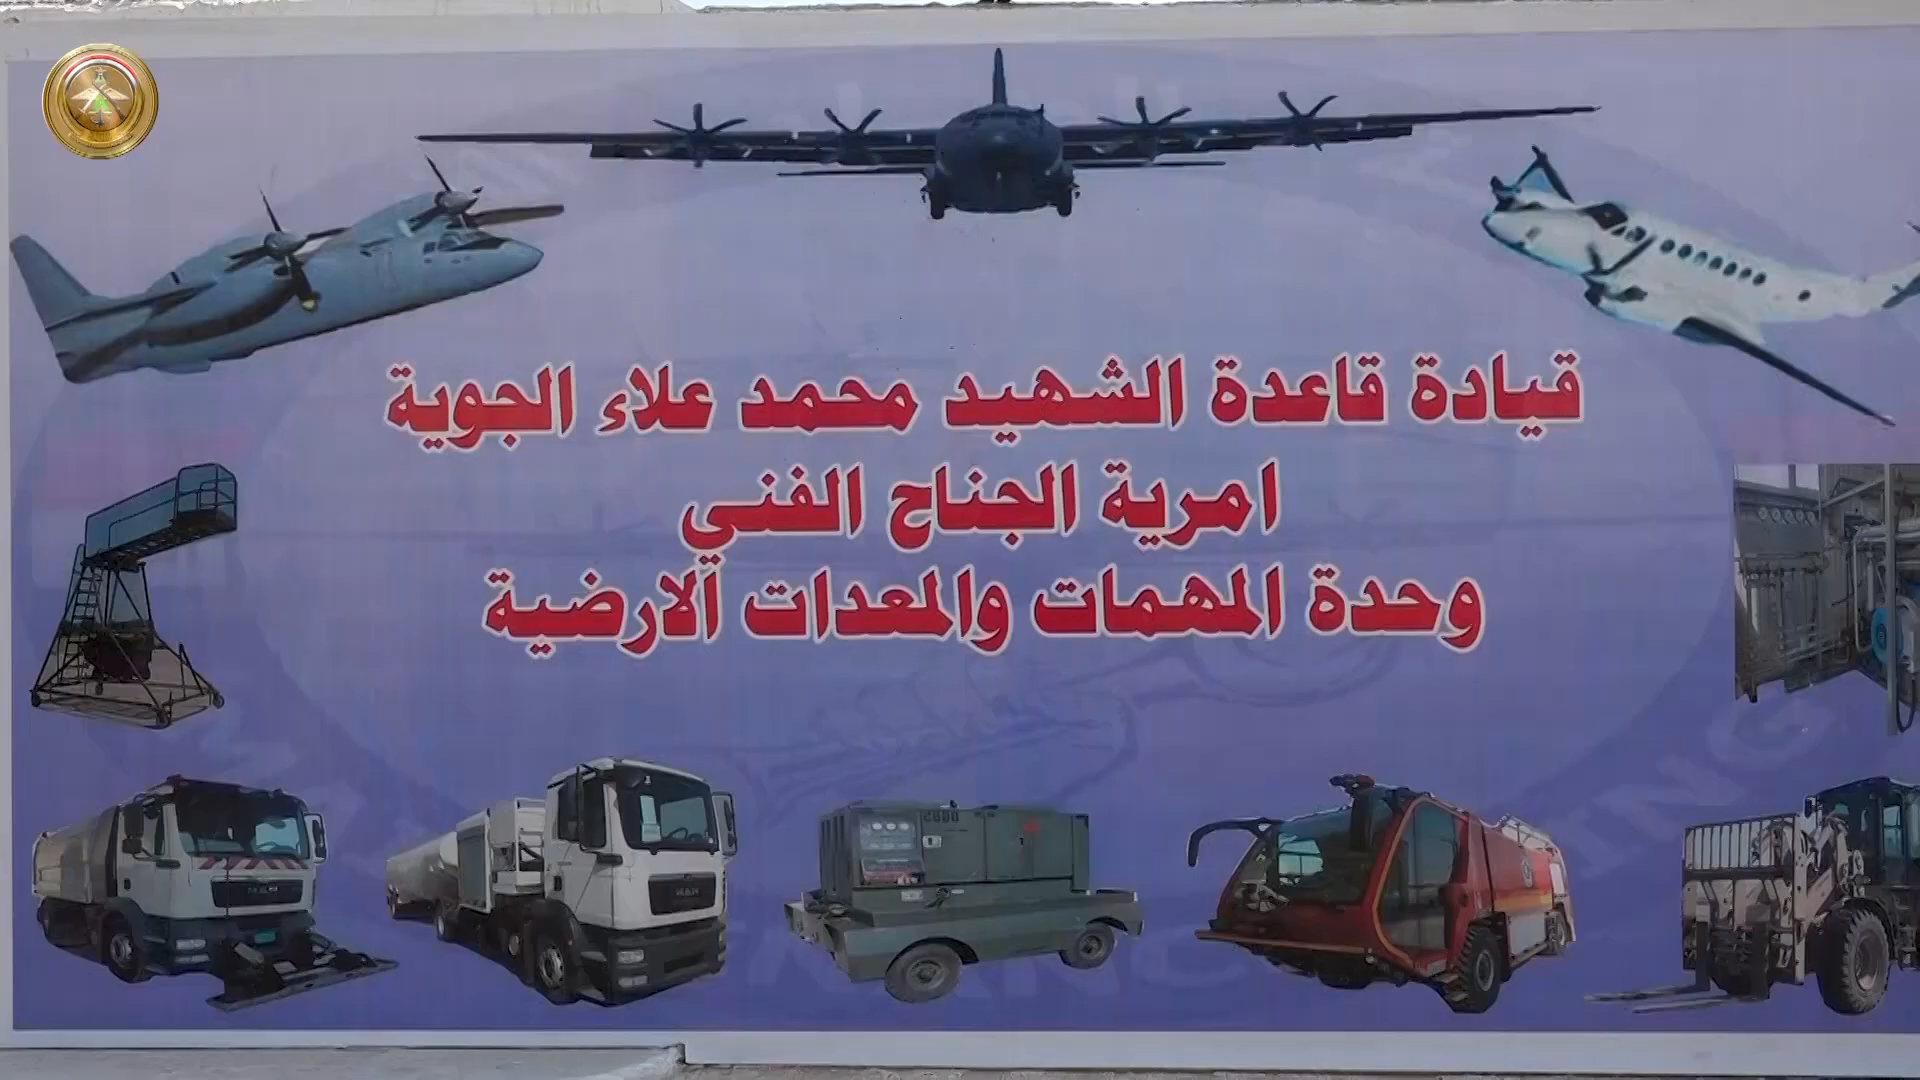 قيادة قاعدة الشهيد محمد علاء الجوية
امرية الجناح الفني
وحدة المهمات والمعدات الارضية